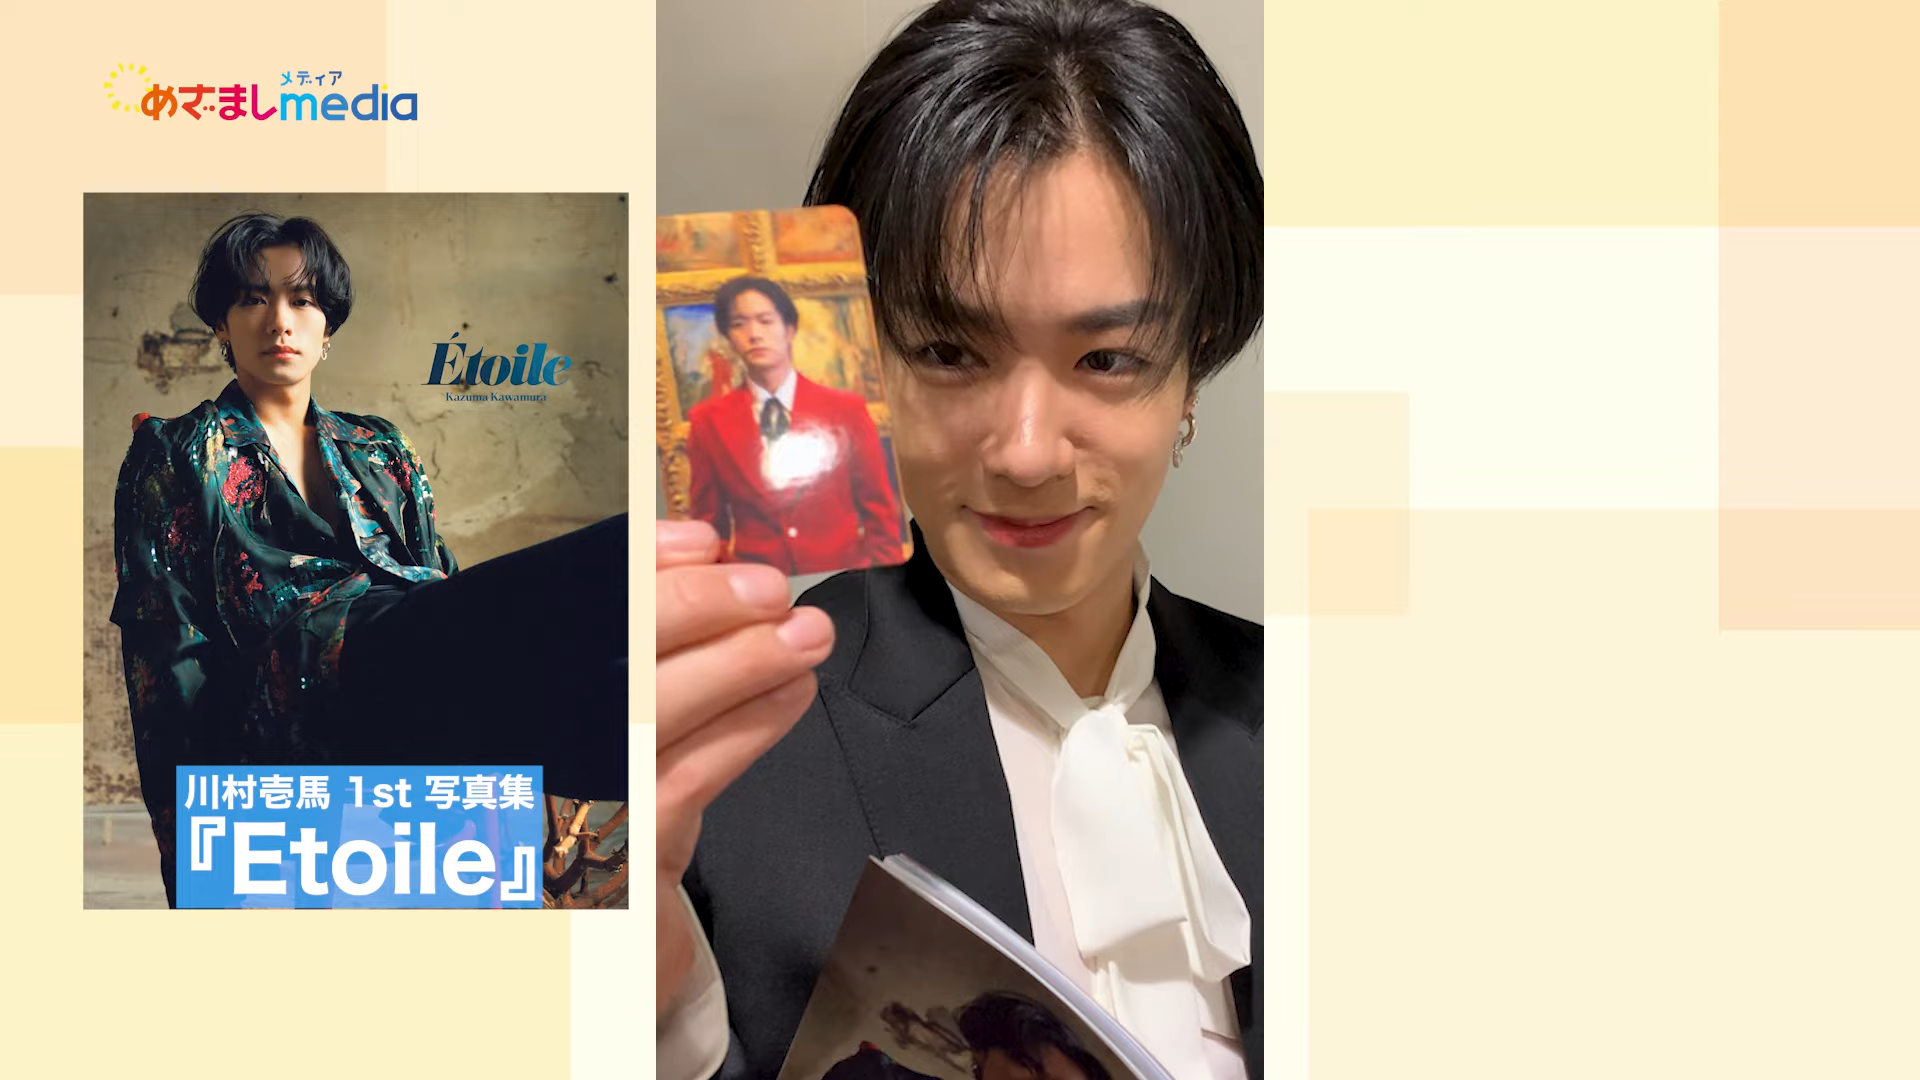 メディア
めざましmedia
Étoile
Kazuma Kawamura
川村壱馬 1st 写真集
『Etoile』